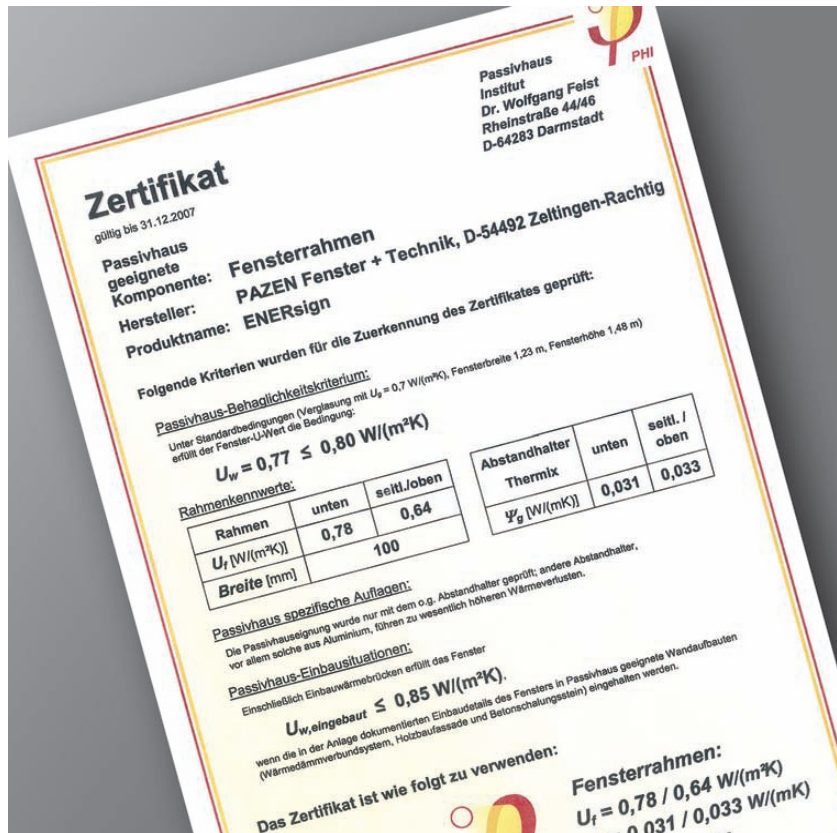 PHI
Passivhaus
Institut
Dr. Wolfgang Feist
Rheinstraße 44/46
D-64283 Darmstadt
Zertifikat
gültig bis 31.12.2007
Passivhaus
geeignete
Komponente: Fensterrahmen
Hersteller: PAZEN Fenster + Technik, D-54492 Zeltingen-Rachtig
Produktname: ENERsign
Folgende Kriterien wurden für die Zuerkennung des Zertifikates geprüft:
Passivhaus-Behaglichkeitskriterium:
Unter Standardbedingungen (Verglasung mit Ug = 0,7 W/(m²K), Fensterbreite 1,23 m, Fensterhöhe 1,48 m)
erfüllt der Fenster-U-Wert die Bedingung:
Uw = 0,77 ≤ 0,80 W/(m²K)
Rahmenkennwerte:
Rahmen unten seitl./oben
Uf [W/(m²K)] 0,78 0,64
Breite [mm] 100
Abstandhalter
Thermix unten seitl. /
oben
Ψg [W/(mK)] 0,031 0,033
Passivhaus spezifische Auflagen:
Die Passivhauseignung wurde nur mit dem o.g. Abstandhalter geprüft; andere Abstandhalter,
vor allem solche aus Aluminium, führen zu wesentlich höheren Wärmeverlusten.
Passivhaus-Einbausituationen:
Einschließlich Einbauwärmebrücken erfüllt das Fenster
Uw,eingebaut ≤ 0,85 W/(m²K),
wenn die in der Anlage dokumentierten Einbaudetails des Fensters in Passivhaus geeignete Wandaufbauten
(Wärmedämmverbundsystem, Holzbaufassade und Betonschalungsstein) eingehalten werden.
Das Zertifikat ist wie folgt zu verwenden:
Fensterrahmen:
Uf = 0,78 / 0,64 W/(m²K)
0,031 / 0,033 W/(mK)